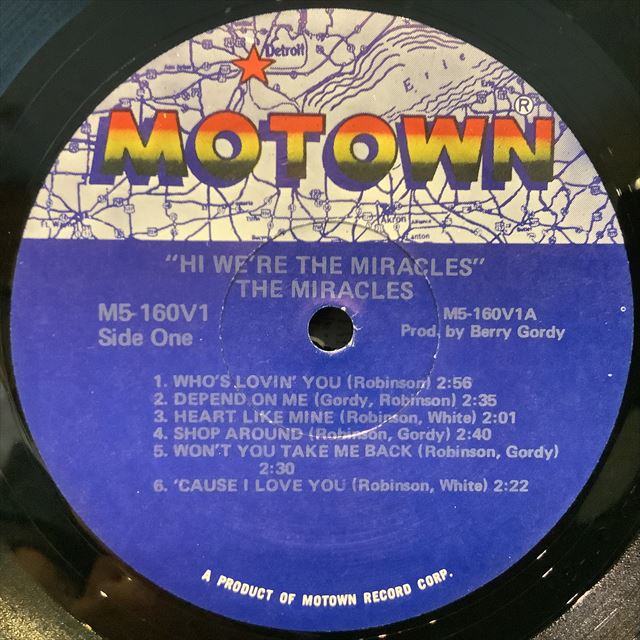 Detroit
Erie
MOTOWN®
Akron
Canton
"HI WE'RE THE MIRACLES"
THE MIRACLES
M5-160V1
M5-160V1A
Side One
Prod. by Berry Gordy
1. WHO'S LOVIN' YOU (Robinson) 2:56
2. DEPEND ON ME (Gordy, Robinson) 2:35
3. HEART LIKE MINE (Robinson, White) 2:01
4. SHOP AROUND (Robinson, Gordy) 2:40
5. WON'T YOU TAKE ME BACK (Robinson, Gordy)
2:30
6. 'CAUSE I LOVE YOU (Robinson, White) 2:22
A PRODUCT OF MOTOWN RECORD CORP.